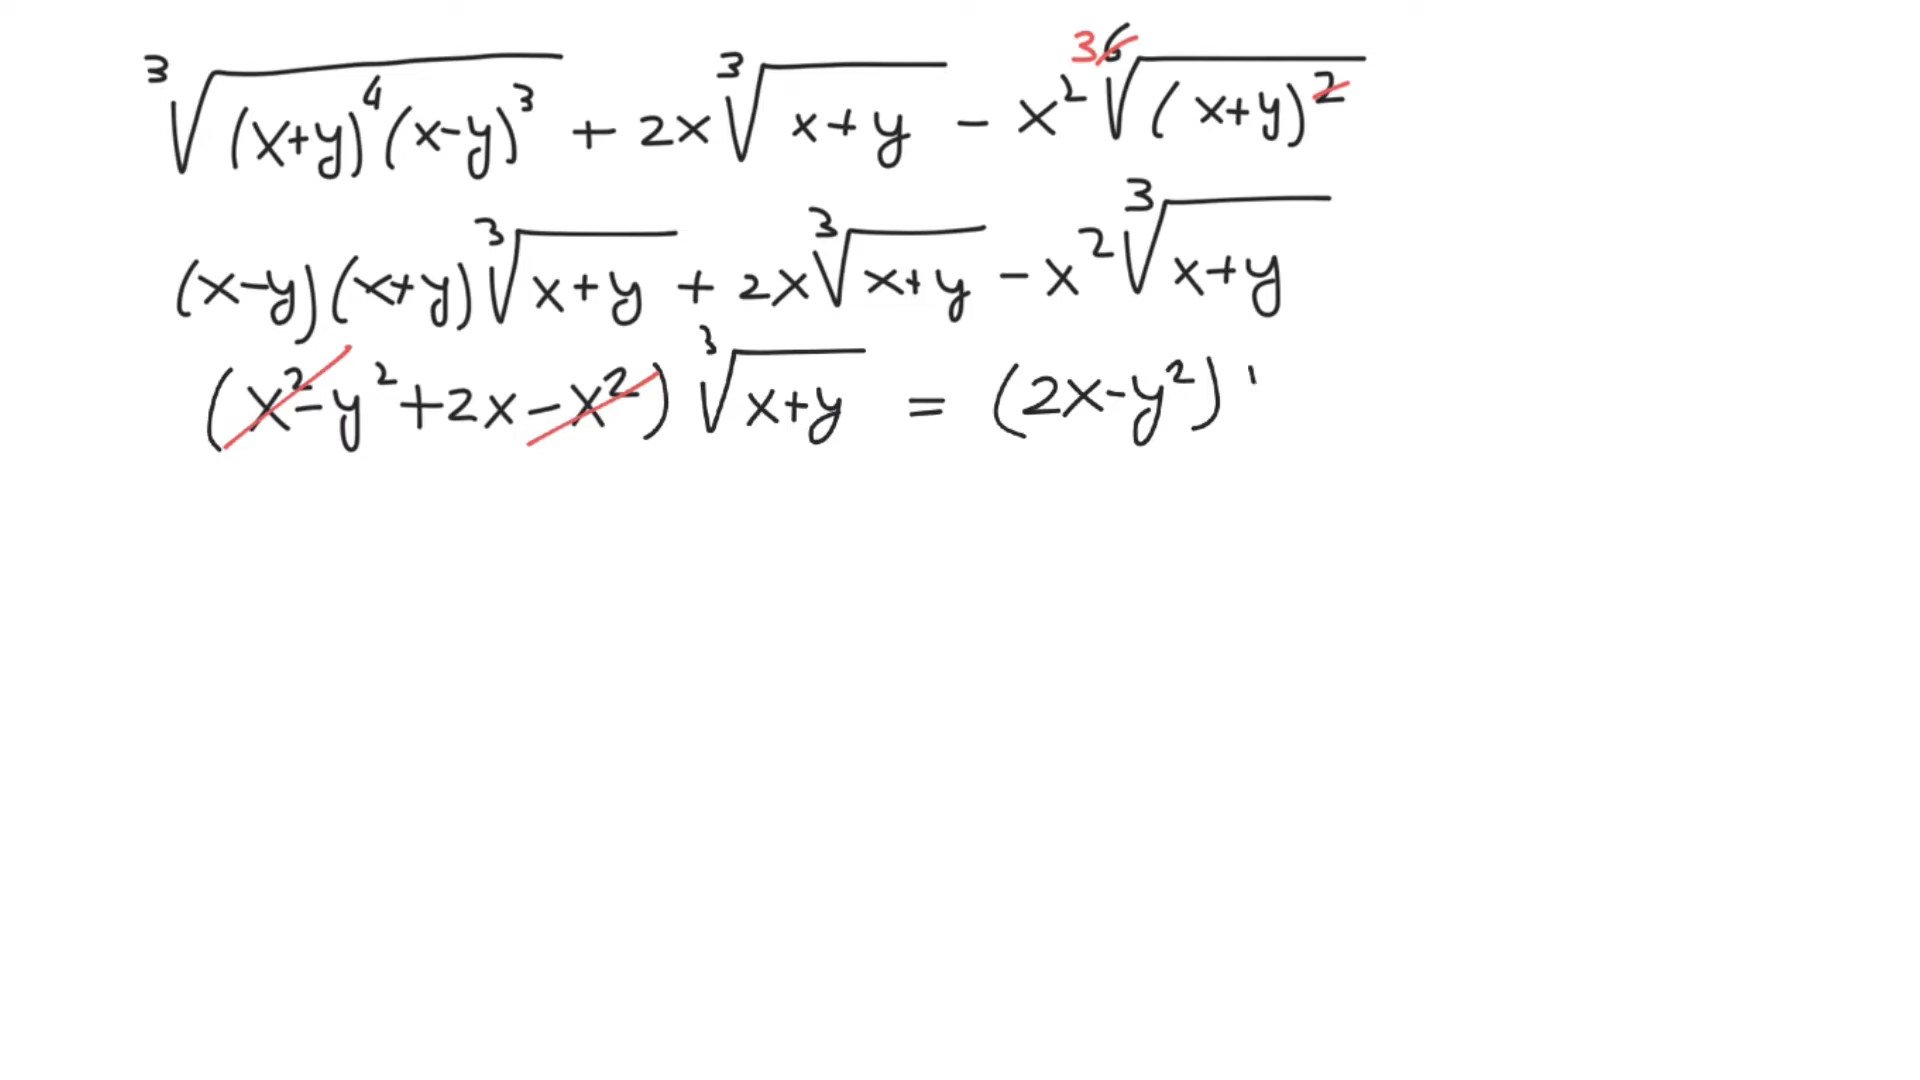 ∛((x+y)⁴(x-y)³) + 2x∛(x+y) - x² ³⁶√((x+y)²)
(x-y)(x+y)∛(x+y) + 2x∛(x+y) - x²∛(x+y)
(x²-y²+2x-x²)∛(x+y) = (2x-y²)